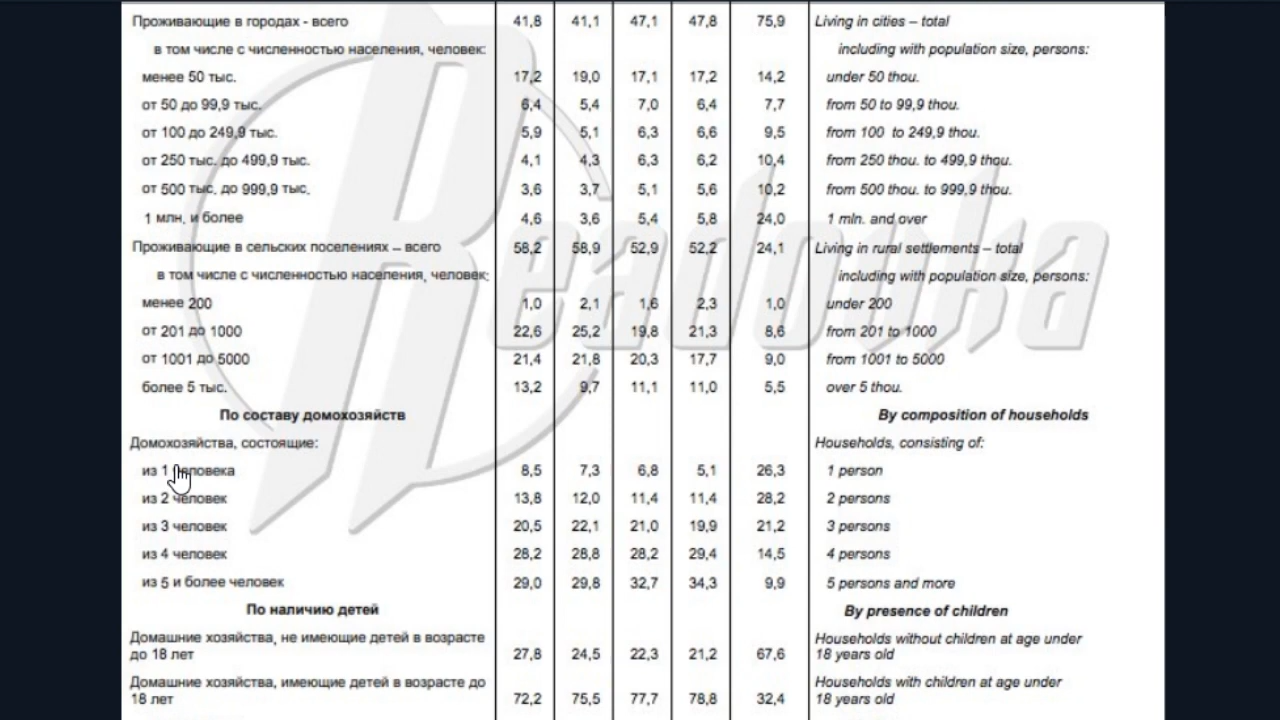 Проживающие в городах - всего 41,8 41,1 47,1 47,8 75,9 Living in cities – total
в том числе с численностью населения, человек: including with population size, persons:
менее 50 тыс. 17,2 19,0 17,1 17,2 14,2 under 50 thou.
от 50 до 99,9 тыс. 6,4 5,4 7,0 6,4 7,7 from 50 to 99,9 thou.
от 100 до 249,9 тыс. 5,9 5,1 6,3 6,6 9,5 from 100 to 249,9 thou.
от 250 тыс. до 499,9 тыс. 4,1 4,3 6,3 6,2 10,4 from 250 thou. to 499,9 thou.
от 500 тыс. до 999,9 тыс. 3,6 3,7 5,1 5,6 10,2 from 500 thou. to 999,9 thou.
1 млн. и более 4,6 3,6 5,4 5,8 24,0 1 mln. and over
Проживающие в сельских поселениях – всего 58,2 58,9 52,9 52,2 24,1 Living in rural settlements – total
в том числе с численностью населения, человек: including with population size, persons:
менее 200 1,0 2,1 1,6 2,3 1,0 under 200
от 201 до 1000 22,6 25,2 19,8 21,3 8,6 from 201 to 1000
от 1001 до 5000 21,4 21,8 20,3 17,7 9,0 from 1001 to 5000
более 5 тыс. 13,2 9,7 11,1 11,0 5,5 over 5 thou.
По составу домохозяйств By composition of households
Домохозяйства, состоящие: Households, consisting of:
из 1 человека 8,5 7,3 6,8 5,1 26,3 1 person
из 2 человек 13,8 12,0 11,4 11,4 28,2 2 persons
из 3 человек 20,5 22,1 21,0 19,9 21,2 3 persons
из 4 человек 28,2 28,8 28,2 29,4 14,5 4 persons
из 5 и более человек 29,0 29,8 32,7 34,3 9,9 5 persons and more
По наличию детей By presence of children
Домашние хозяйства, не имеющие детей в возрасте Households without children at age under
до 18 лет 27,8 24,5 22,3 21,2 67,6 18 years old
Домашние хозяйства, имеющие детей в возрасте до Households with children at age under
18 лет 72,2 75,5 77,7 78,8 32,4 18 years old
Readovka